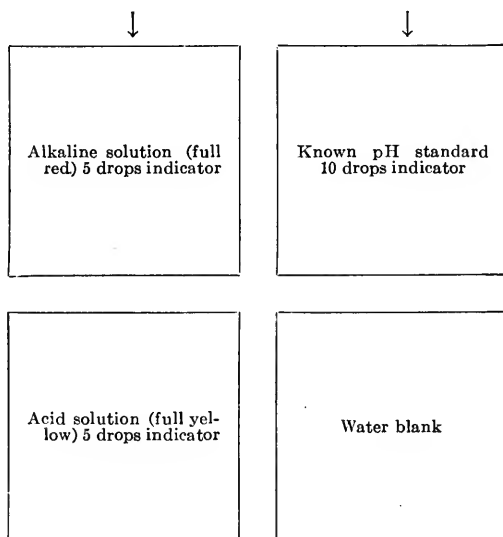 Alkaline solution (full
red) 5 drops indicator
Known pH standard
10 drops indicator
Acid solution (full yel-
low) 5 drops indicator
Water blank